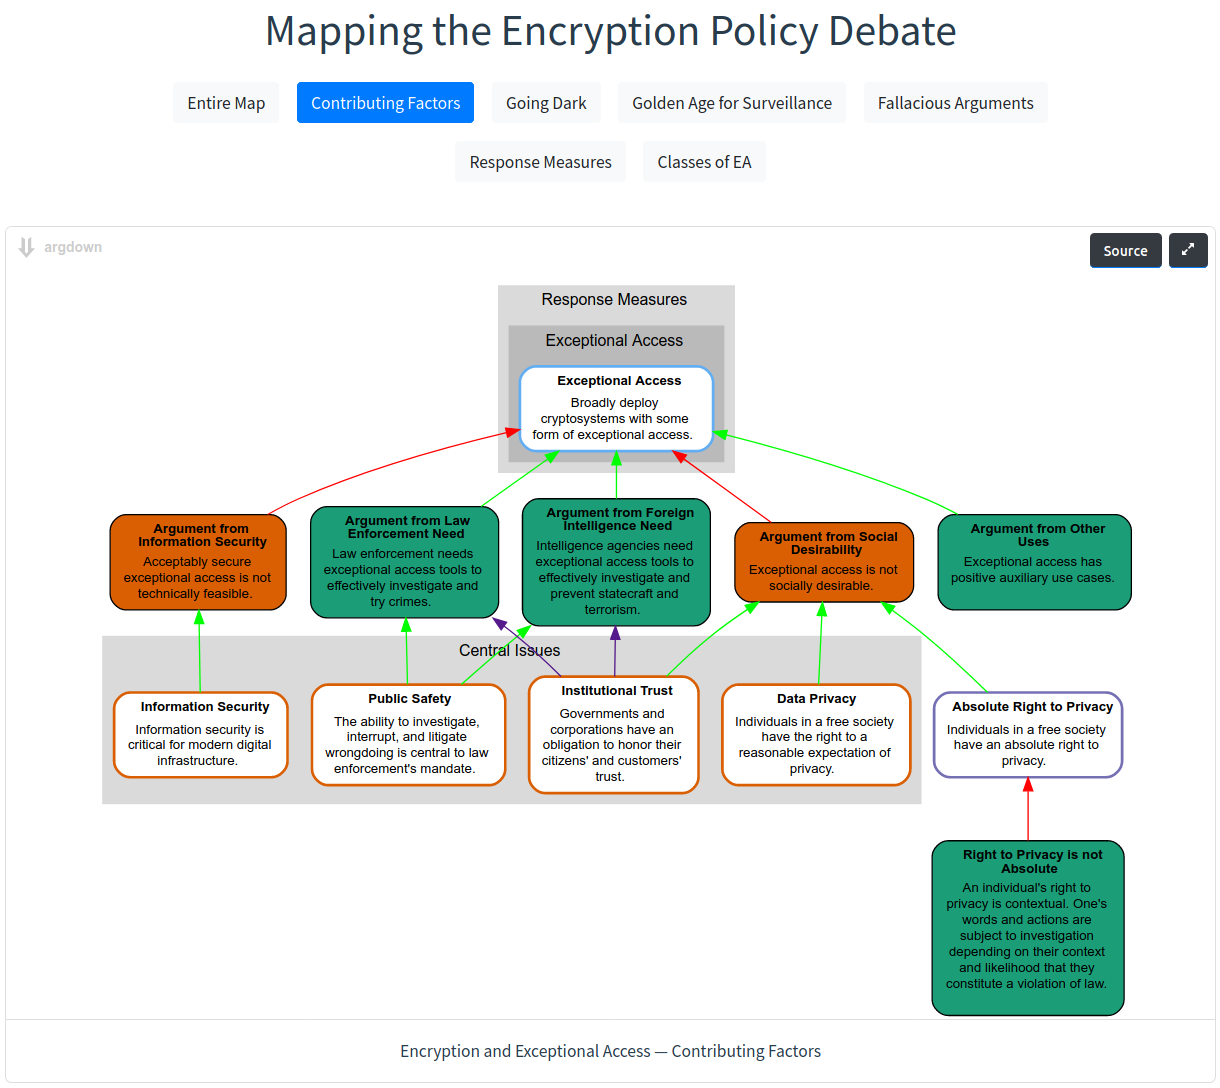 Mapping the Encryption Policy Debate
Entire Map
Contributing Factors
Going Dark
Golden Age for Surveillance
Fallacious Arguments
Response Measures
Classes of EA
argdown
Source
Response Measures
Exceptional Access
Exceptional Access
Broadly deploy
cryptosystems with some
form of exceptional access.
Argument from
Information Security
Acceptably secure
exceptional access is not
technically feasible.
Argument from Law
Enforcement Need
Law enforcement needs
exceptional access tools to
effectively investigate and
try crimes.
Argument from Foreign
Intelligence Need
Intelligence agencies need
exceptional access tools to
effectively investigate and
prevent statecraft and
terrorism.
Argument from Social
Desirability
Exceptional access is not
socially desirable.
Argument from Other
Uses
Exceptional access has
positive auxiliary use cases.
Central Issues
Information Security
Information security is
critical for modern digital
infrastructure.
Public Safety
The ability to investigate,
interrupt, and litigate
wrongdoing is central to law
enforcement's mandate.
Institutional Trust
Governments and
corporations have an
obligation to honor their
citizens' and customers'
trust.
Data Privacy
Individuals in a free society
have the right to a
reasonable expectation of
privacy.
Absolute Right to Privacy
Individuals in a free society
have an absolute right to
privacy.
Right to Privacy is not
Absolute
An individual's right to
privacy is contextual. One's
words and actions are
subject to investigation
depending on their context
and likelihood that they
constitute a violation of law.
Encryption and Exceptional Access — Contributing Factors